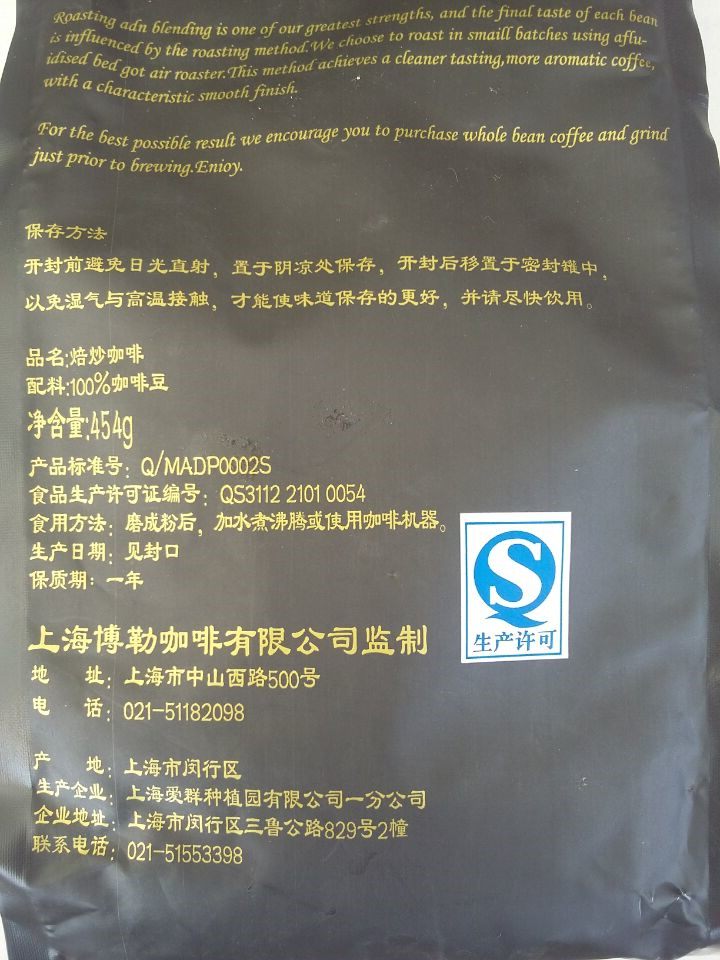 Roasting adn blending is one of our greatest strengths, and the final taste of each bean
is influenced by the roasting method.We choose to roast in smaill batches using aflu-
idised bed got air roaster.This method achieves a cleaner tasting,more aromatic coffee,
with a characteristic smooth finish.
For the best possible result we encourage you to purchase whole bean coffee and grind
just prior to brewing.Enioy.
保存方法
开封前避免日光直射，置于阴凉处保存，开封后移置于密封罐中，
以免湿气与高温接触，才能使味道保存的更好，并请尽快饮用。
品名:焙炒咖啡
配料:100%咖啡豆
净含量:454g
产品标准号：Q/MADP0002S
食品生产许可证编号：QS3112 2101 0054
食用方法：磨成粉后，加水煮沸腾或使用咖啡机器。
生产日期：见封口
保质期：一年
S
生产许可
上海博勒咖啡有限公司监制
地 址：上海市中山西路500号
电 话：021-51182098
产 地：上海市闵行区
生产企业：上海爱群种植园有限公司一分公司
企业地址：上海市闵行区三鲁公路829号2幢
联系电话：021-51553398